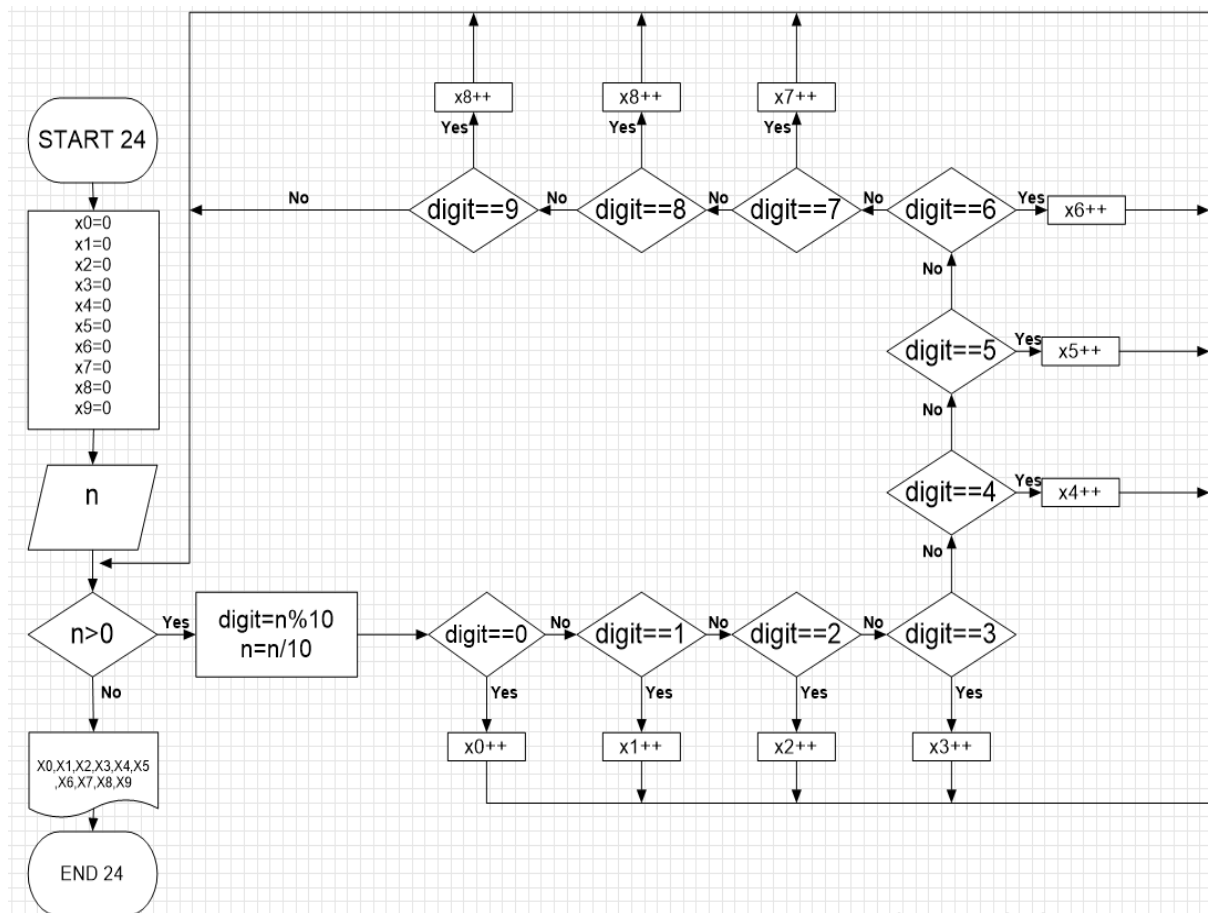 START 24
x0=0
x1=0
x2=0
x3=0
x4=0
x5=0
x6=0
x7=0
x8=0
x9=0
n
n>0
Yes
No
digit=n%10
n=n/10
digit==0
No
Yes
x0++
digit==1
No
Yes
x1++
digit==2
No
Yes
x2++
digit==3
Yes
x3++
No
digit==4
Yes
x4++
No
digit==5
Yes
x5++
No
digit==6
Yes
x6++
No
digit==7
Yes
x7++
No
digit==8
Yes
x8++
No
digit==9
Yes
x8++
No
X0,X1,X2,X3,X4,X5
,X6,X7,X8,X9
END 24